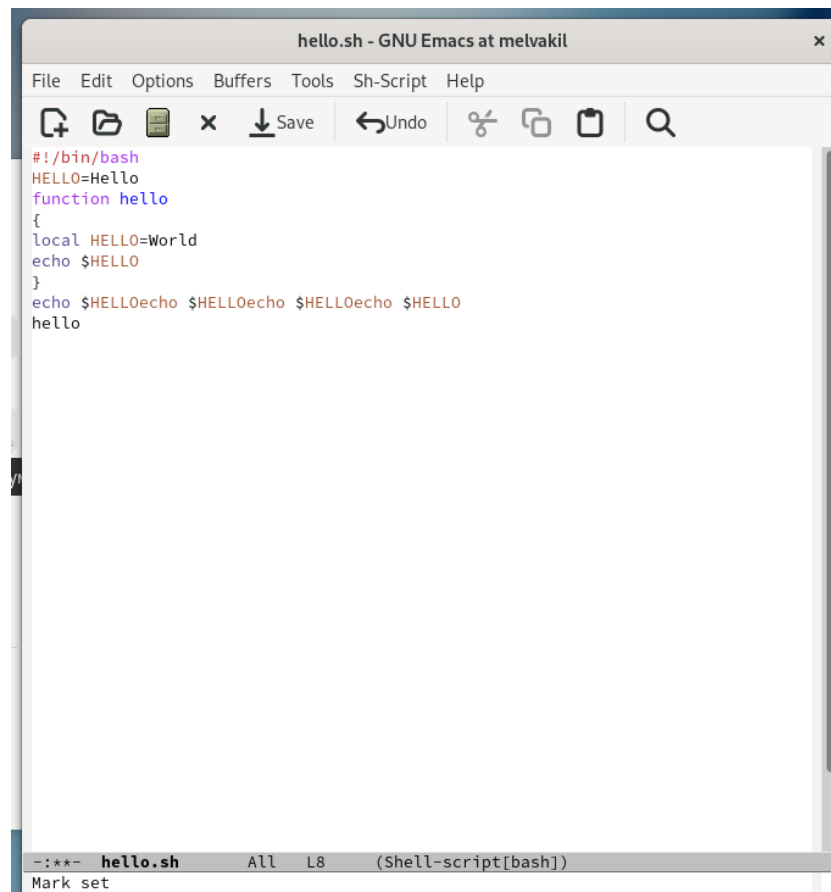 hello.sh - GNU Emacs at melvakil
File Edit Options Buffers Tools Sh-Script Help
Save Undo
#!/bin/bash
HELLO=Hello
function hello
{
local HELLO=World
echo $HELLO
}
echo $HELLOecho $HELLOecho $HELLOecho $HELLO
hello
-:**- hello.sh All L8 (Shell-script[bash])
Mark set